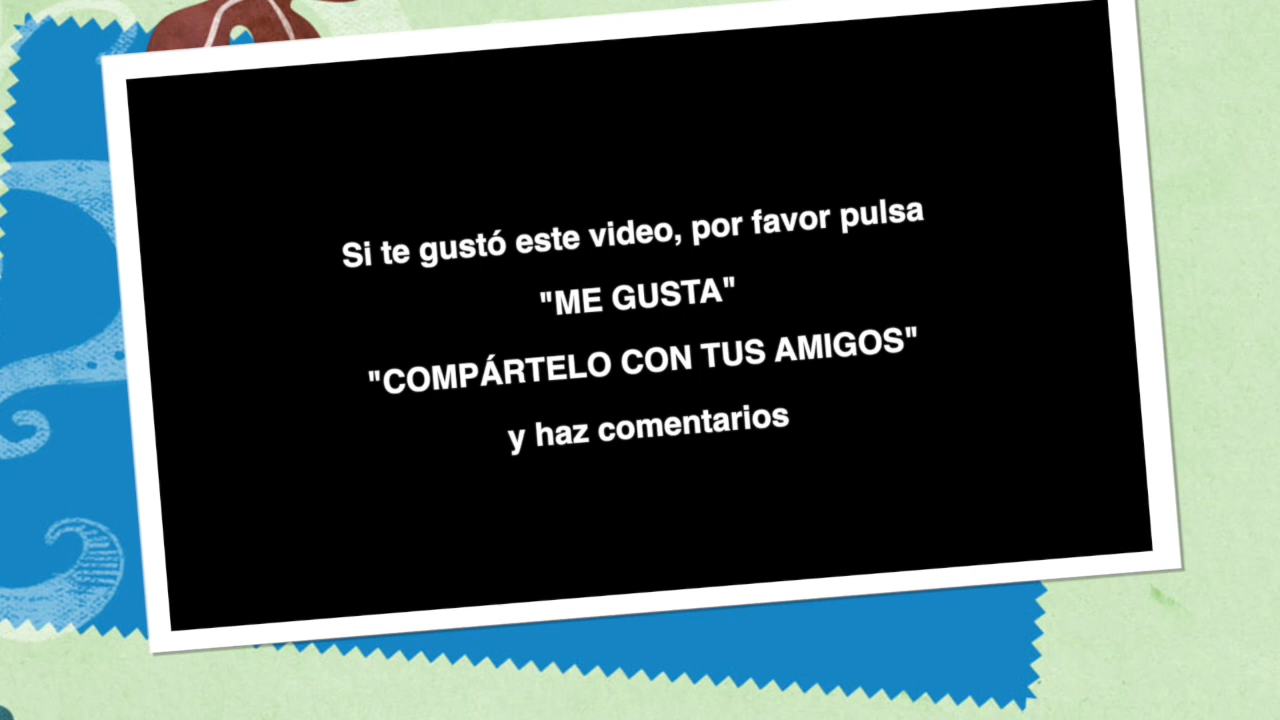 Si te gustó este video, por favor pulsa
"ME GUSTA"
"COMPÁRTELO CON TUS AMIGOS"
y haz comentarios